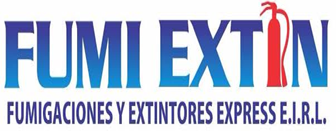 FUMI EXTIN
FUMIGACIONES Y EXTINTORES EXPRESS E.I.R.L.